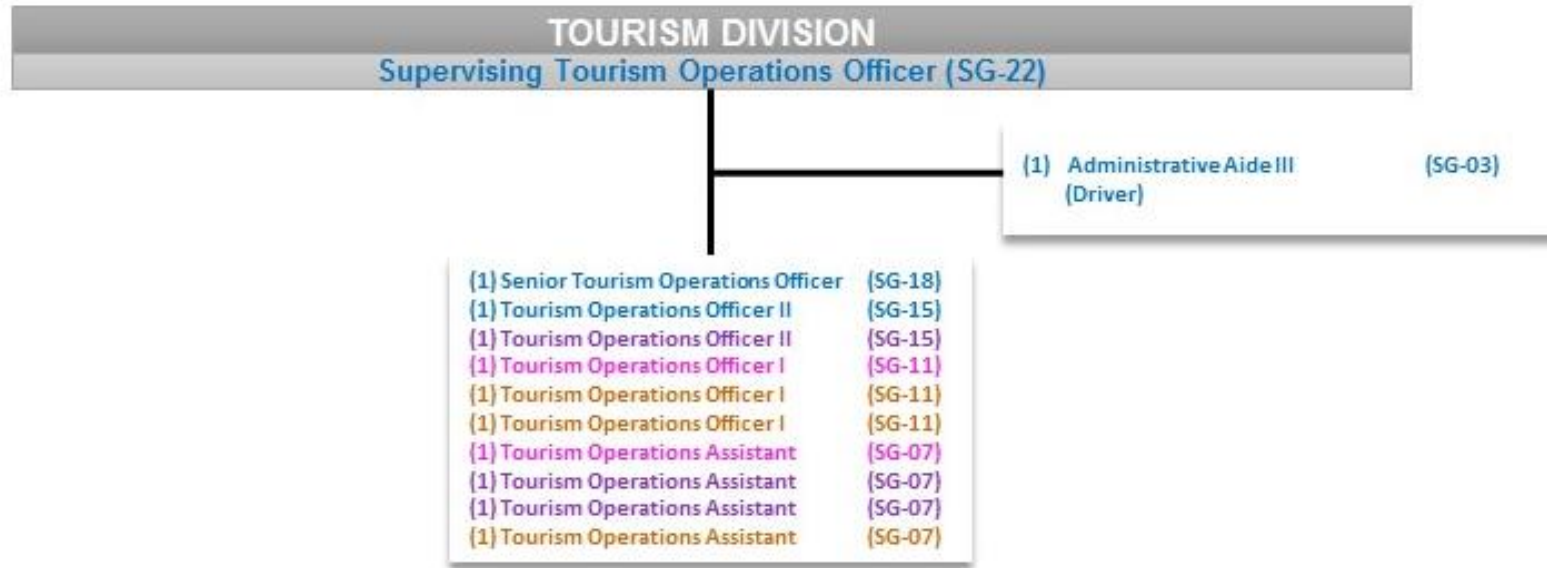 TOURISM DIVISION
Supervising Tourism Operations Officer (SG-22)
(1) Administrative Aide III (SG-03)
(Driver)
(1) Senior Tourism Operations Officer (SG-18)
(1) Tourism Operations Officer II (SG-15)
(1) Tourism Operations Officer II (SG-15)
(1) Tourism Operations Officer I (SG-11)
(1) Tourism Operations Officer I (SG-11)
(1) Tourism Operations Officer I (SG-11)
(1) Tourism Operations Assistant (SG-07)
(1) Tourism Operations Assistant (SG-07)
(1) Tourism Operations Assistant (SG-07)
(1) Tourism Operations Assistant (SG-07)